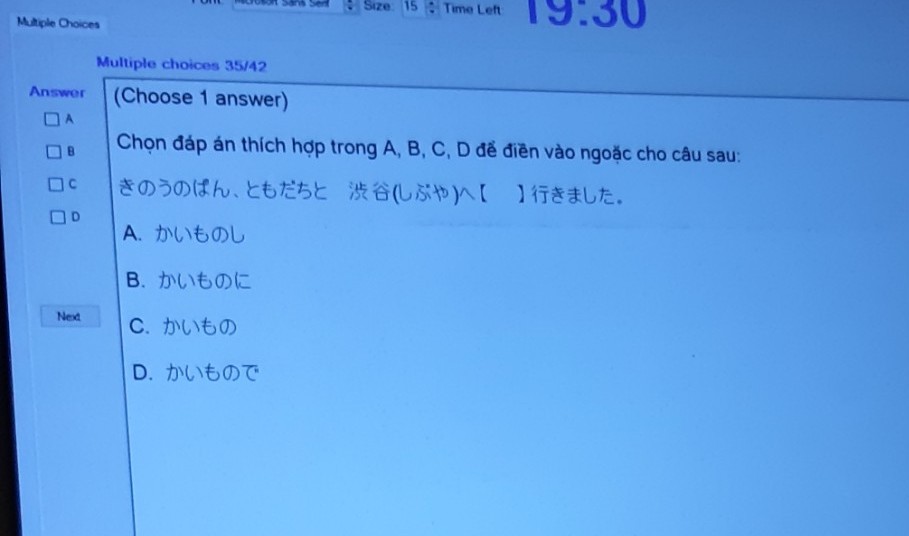 Font: Microsoft Sans Serif Size: 15 Time Left: 19:30
Multiple Choices
Multiple choices 35/42
Answer
(Choose 1 answer)
A
B
C
D
Chọn đáp án thích hợp trong A, B, C, D để điền vào ngoặc cho câu sau:
きのうのばん、ともだちと 渋谷(しぶや)へ【 】行きました。
A. かいものし
B. かいものに
C. かいもの
D. かいもので
Next